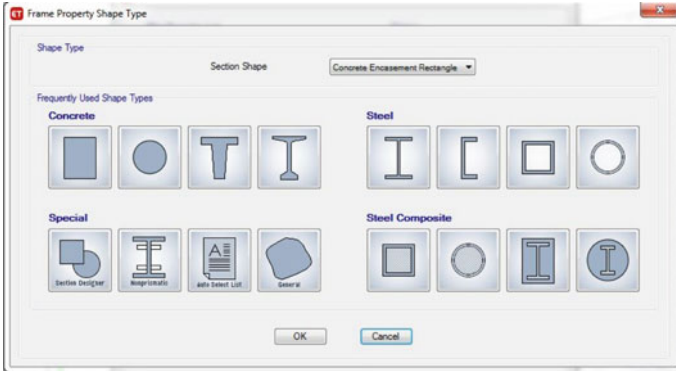 ET Frame Property Shape Type
Shape Type
Section Shape Concrete Encasement Rectangle
Frequently Used Shape Types
Concrete Steel
Special Steel Composite
Section Designer Nonprismatic Auto Select List General
OK Cancel